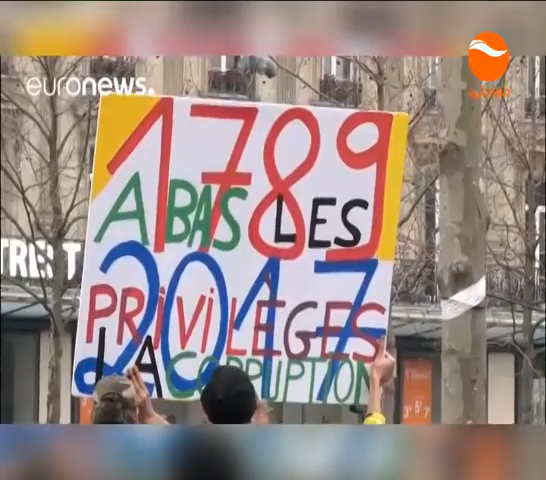 euronews.
1789
A BAS LES
2017
PRIVILEGES
LA CORRUPTION